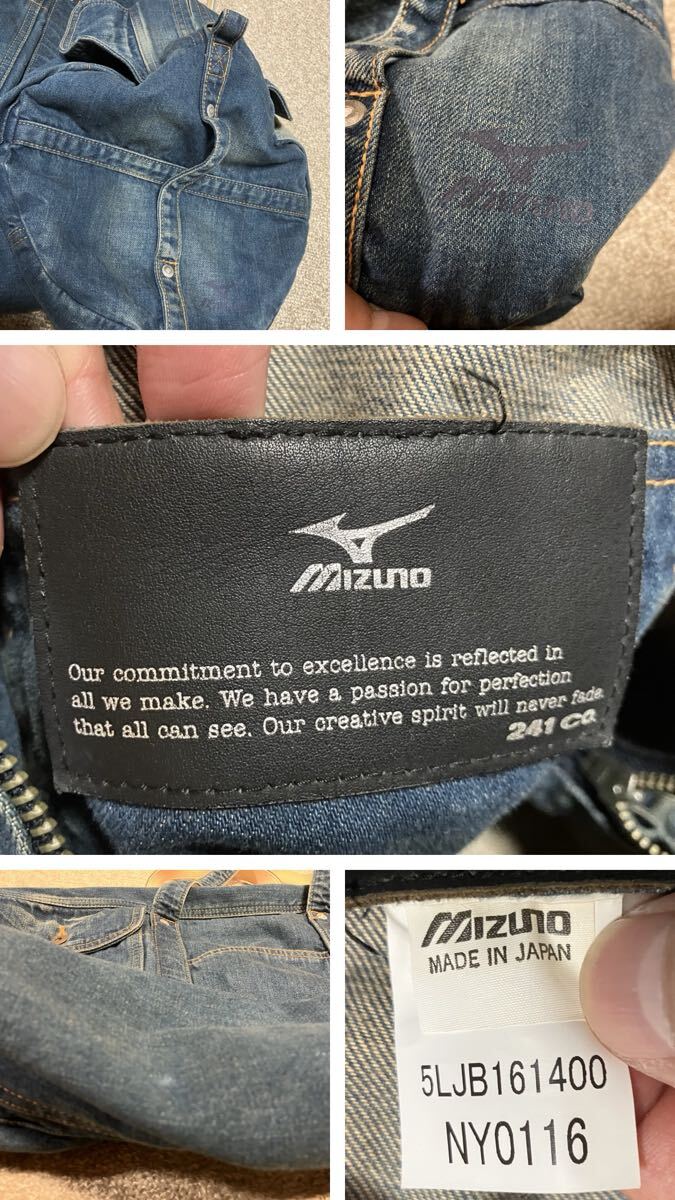 MIZUNO
MIZUNO
Our commitment to excellence is reflected in
all we make. We have a passion for perfection
that all can see. Our creative spirit will never fade.
241 CO.
MIZUNO
MADE IN JAPAN
5LJB161400
NY0116